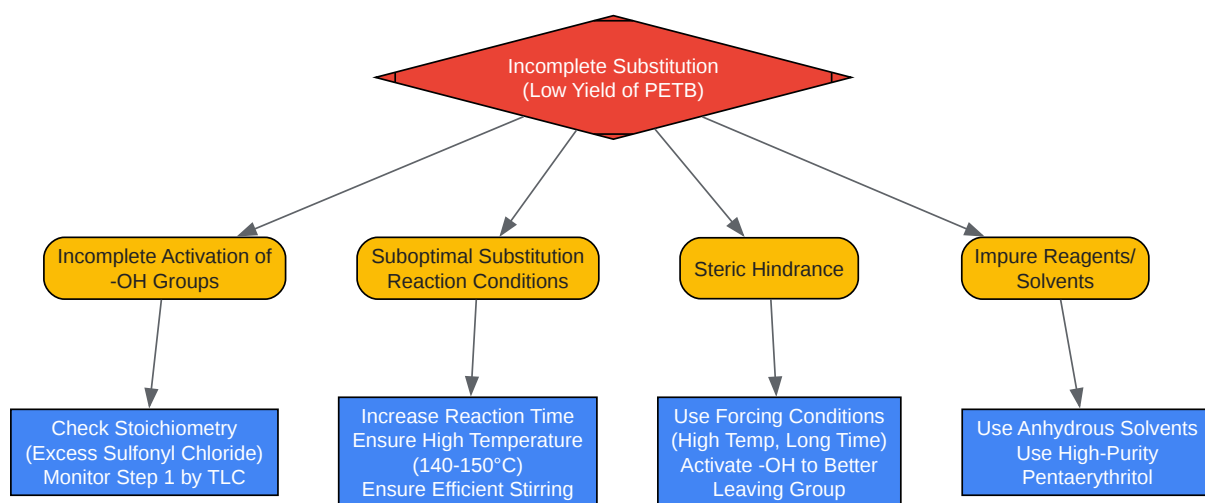 Incomplete Substitution
(Low Yield of PETB)
Incomplete Activation of
-OH Groups
Suboptimal Substitution
Reaction Conditions
Steric Hindrance
Impure Reagents/
Solvents
Check Stoichiometry
(Excess Sulfonyl Chloride)
Monitor Step 1 by TLC
Increase Reaction Time
Ensure High Temperature
(140-150°C)
Ensure Efficient Stirring
Use Forcing Conditions
(High Temp, Long Time)
Activate -OH to Better
Leaving Group
Use Anhydrous Solvents
Use High-Purity
Pentaerythritol